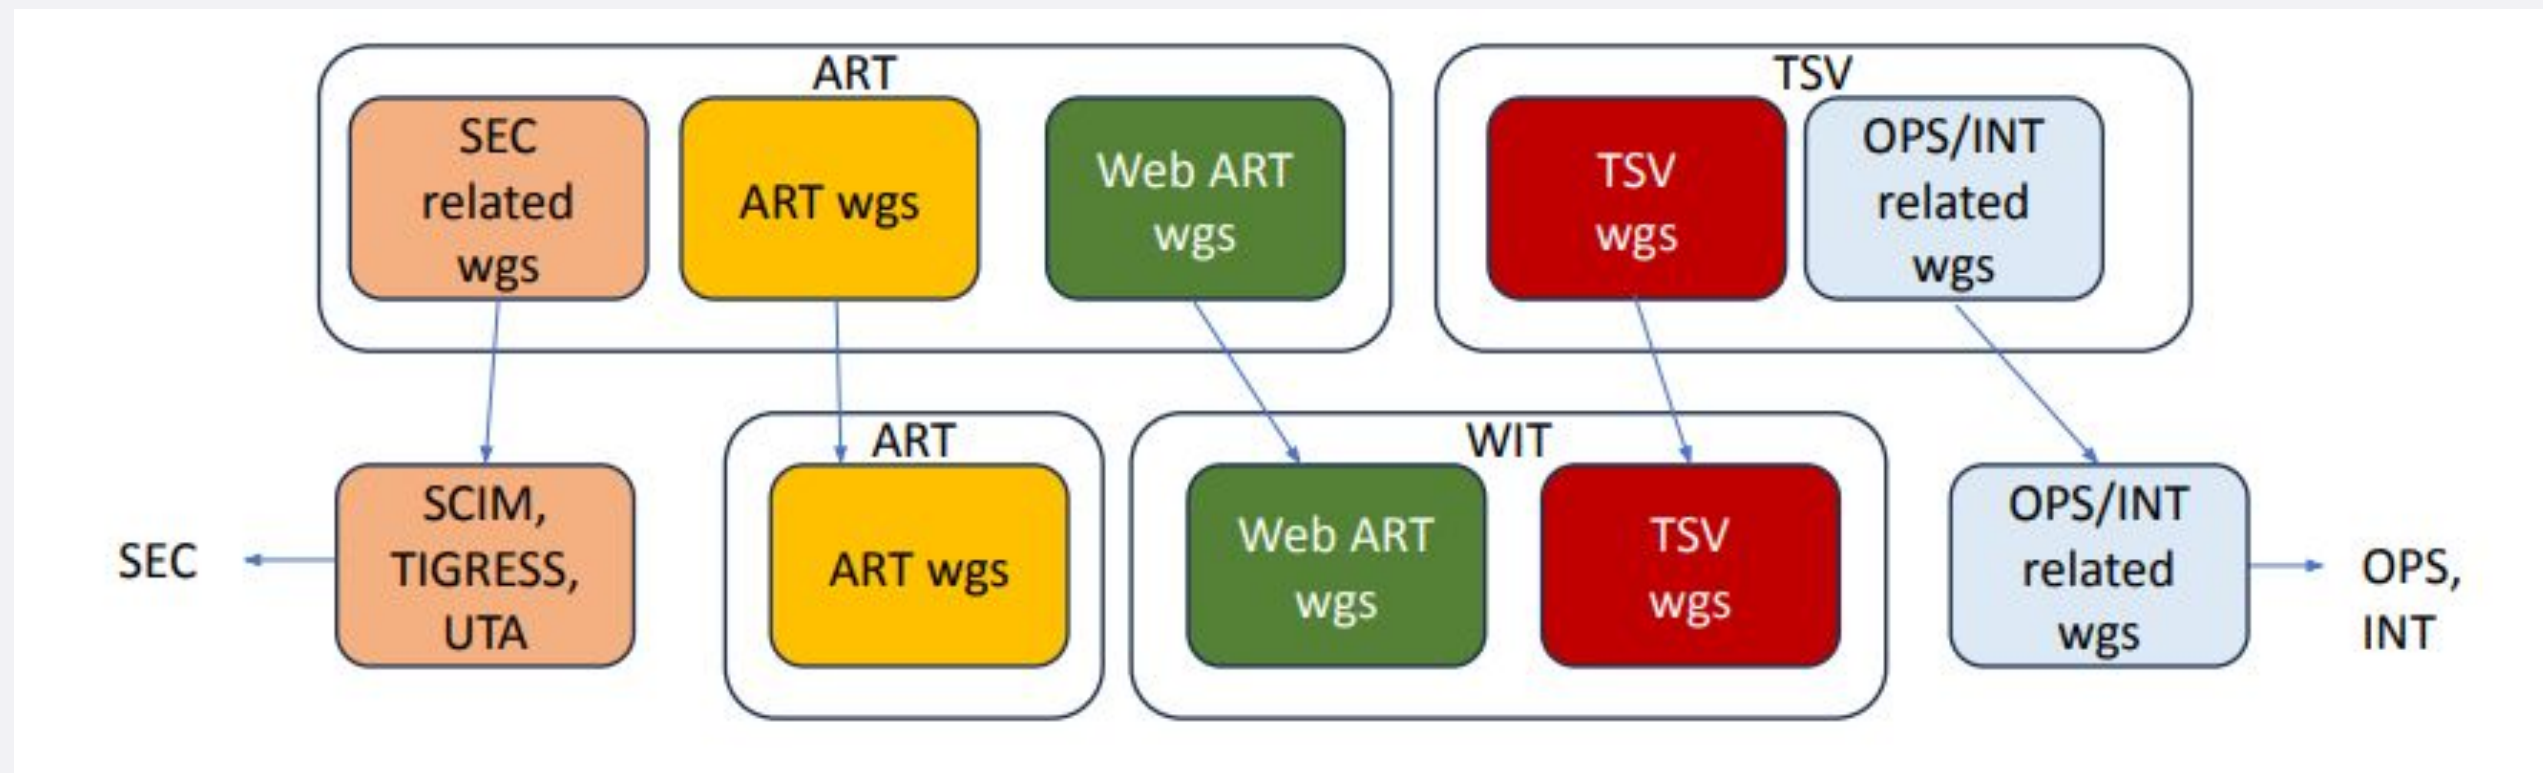 ART
SEC
related
wgs
ART wgs
Web ART
wgs
TSV
TSV
wgs
OPS/INT
related
wgs
SEC
SCIM,
TIGRESS,
UTA
ART
ART wgs
WIT
Web ART
wgs
TSV
wgs
OPS/INT
related
wgs
OPS,
INT